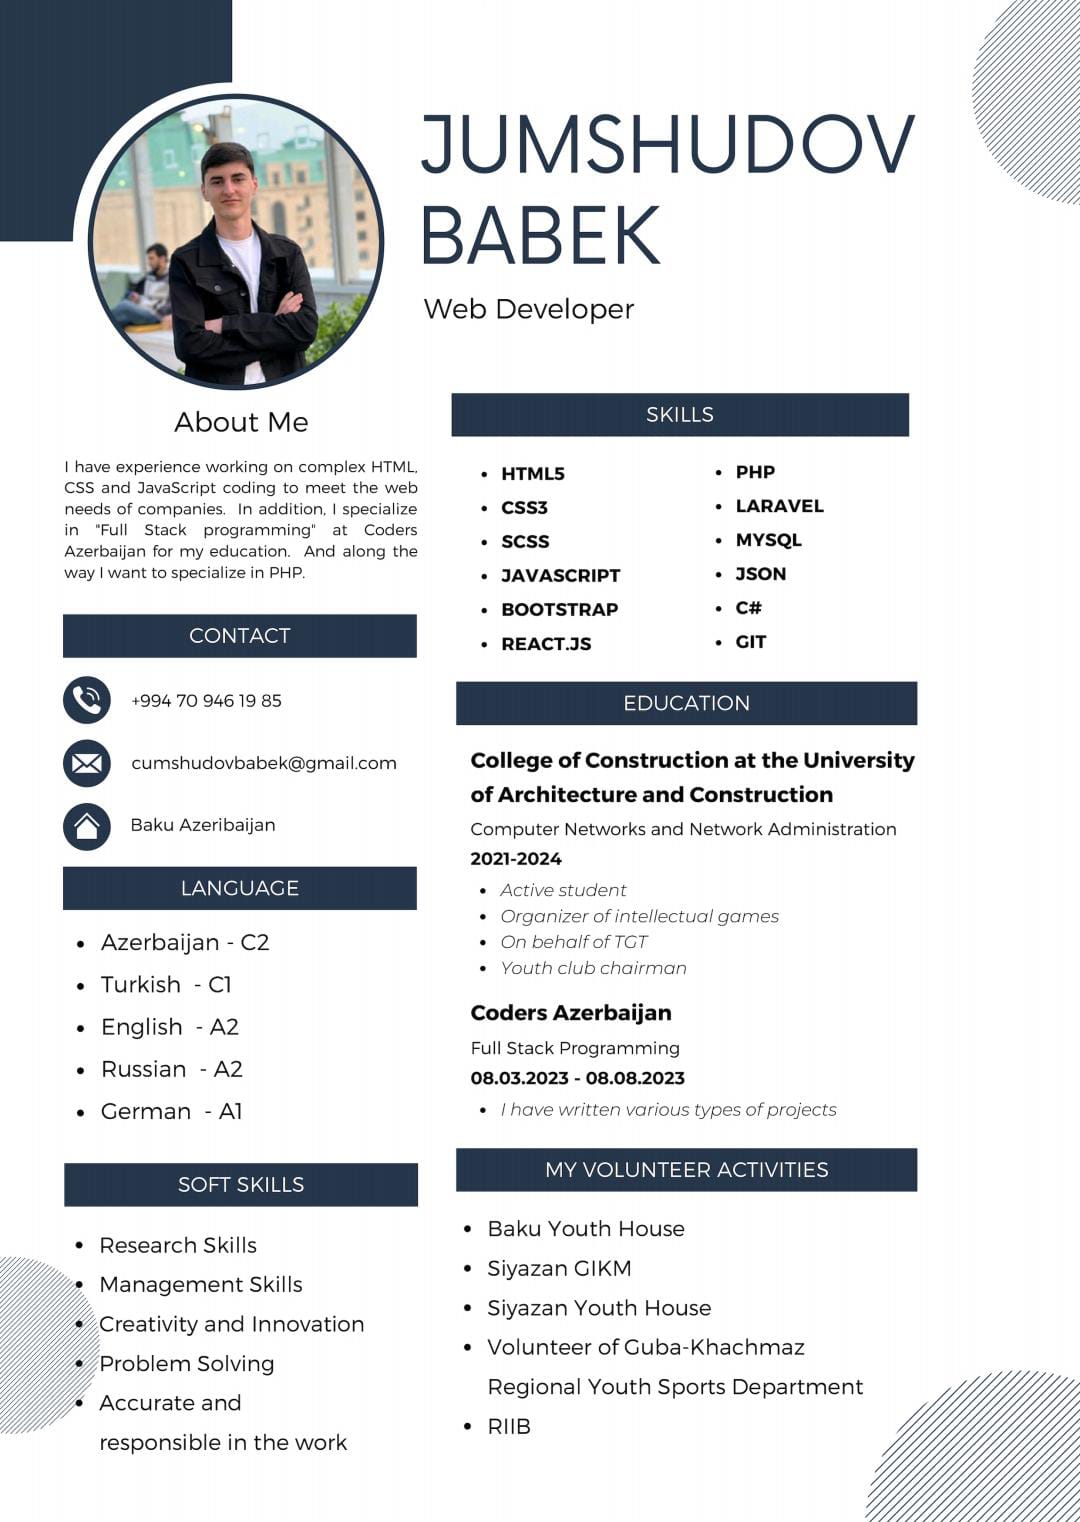 JUMSHUDOV
BABEK
Web Developer
About Me
I have experience working on complex HTML,
CSS and JavaScript coding to meet the web
needs of companies. In addition, I specialize
in "Full Stack programming" at Coders
Azerbaijan for my education. And along the
way I want to specialize in PHP.
CONTACT
+994 70 946 19 85
cumshudovbabek@gmail.com
Baku Azeribaijan
LANGUAGE
• Azerbaijan - C2
• Turkish - C1
• English - A2
• Russian - A2
• German - A1
SOFT SKILLS
• Research Skills
• Management Skills
• Creativity and Innovation
• Problem Solving
• Accurate and
responsible in the work
SKILLS
• HTML5
• CSS3
• SCSS
• JAVASCRIPT
• BOOTSTRAP
• REACT.JS
• PHP
• LARAVEL
• MYSQL
• JSON
• C#
• GIT
EDUCATION
College of Construction at the University
of Architecture and Construction
Computer Networks and Network Administration
2021-2024
• Active student
• Organizer of intellectual games
• On behalf of TGT
• Youth club chairman
Coders Azerbaijan
Full Stack Programming
08.03.2023 - 08.08.2023
• I have written various types of projects
MY VOLUNTEER ACTIVITIES
• Baku Youth House
• Siyazan GIKM
• Siyazan Youth House
• Volunteer of Guba-Khachmaz
Regional Youth Sports Department
• RIIB